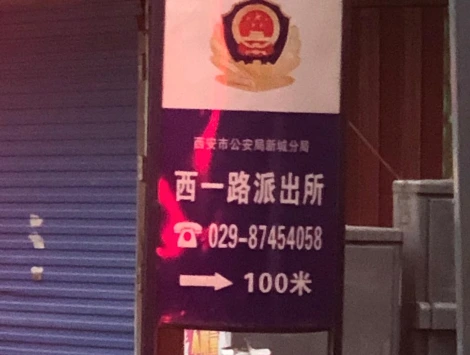 西安市公安局新城分局
西一路派出所
☎ 029-87454058
→ 100米